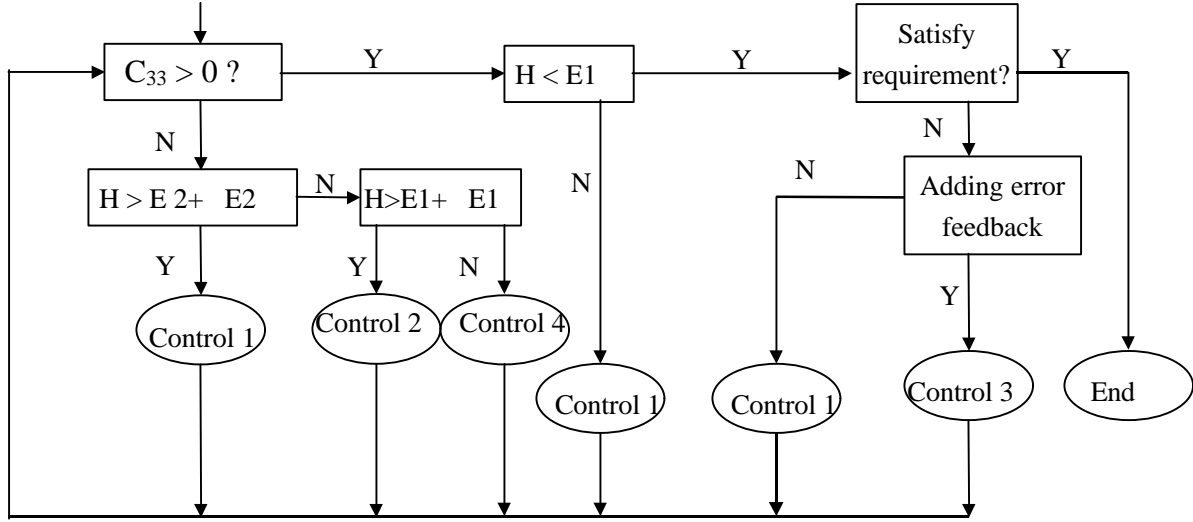 C₃₃ > 0 ?
Y
H < E1
Y
Satisfy
requirement?
Y
N
N
H > E 2+ E2
N
H>E1+ E1
N
N
Adding error
feedback
Y
Y
N
Y
Control 1
Control 2
Control 4
Control 1
Control 1
Control 3
End